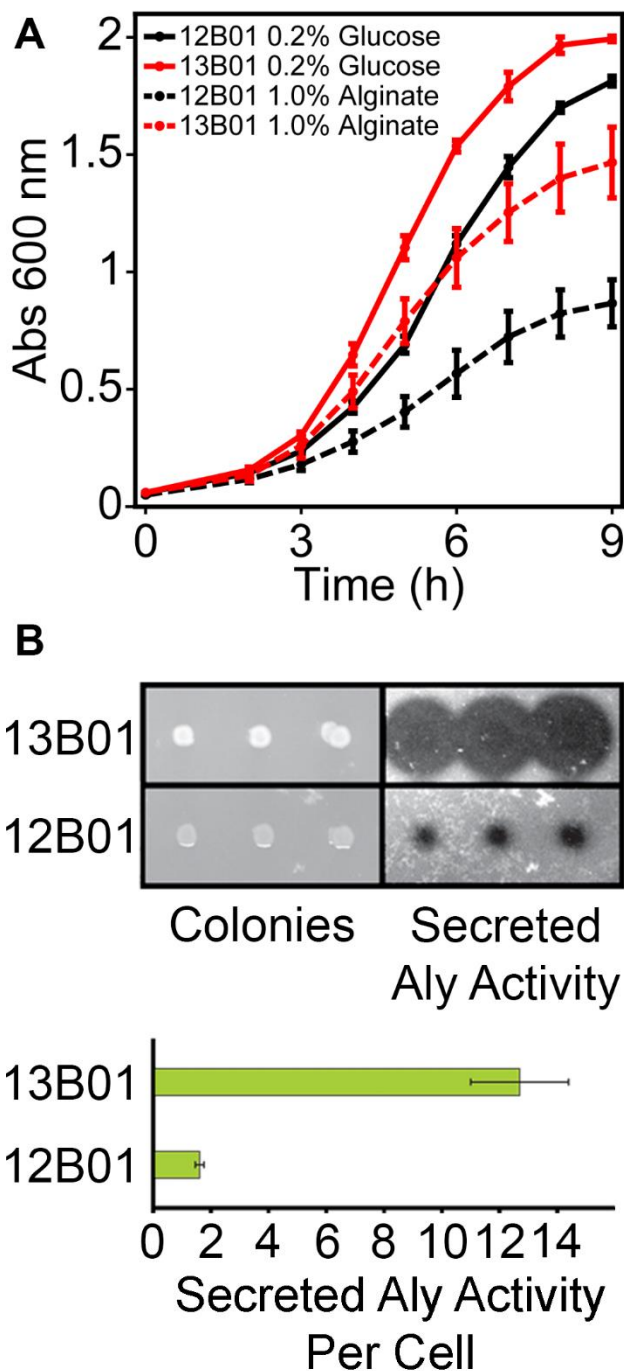 A
12B01 0.2% Glucose
13B01 0.2% Glucose
12B01 1.0% Alginate
13B01 1.0% Alginate
2
1.5
1
0.5
0
Abs 600 nm
0 3 6 9
Time (h)
B
13B01
12B01
Colonies Secreted
Aly Activity
13B01
12B01
0 2 4 6 8 10 12 14
Secreted Aly Activity
Per Cell